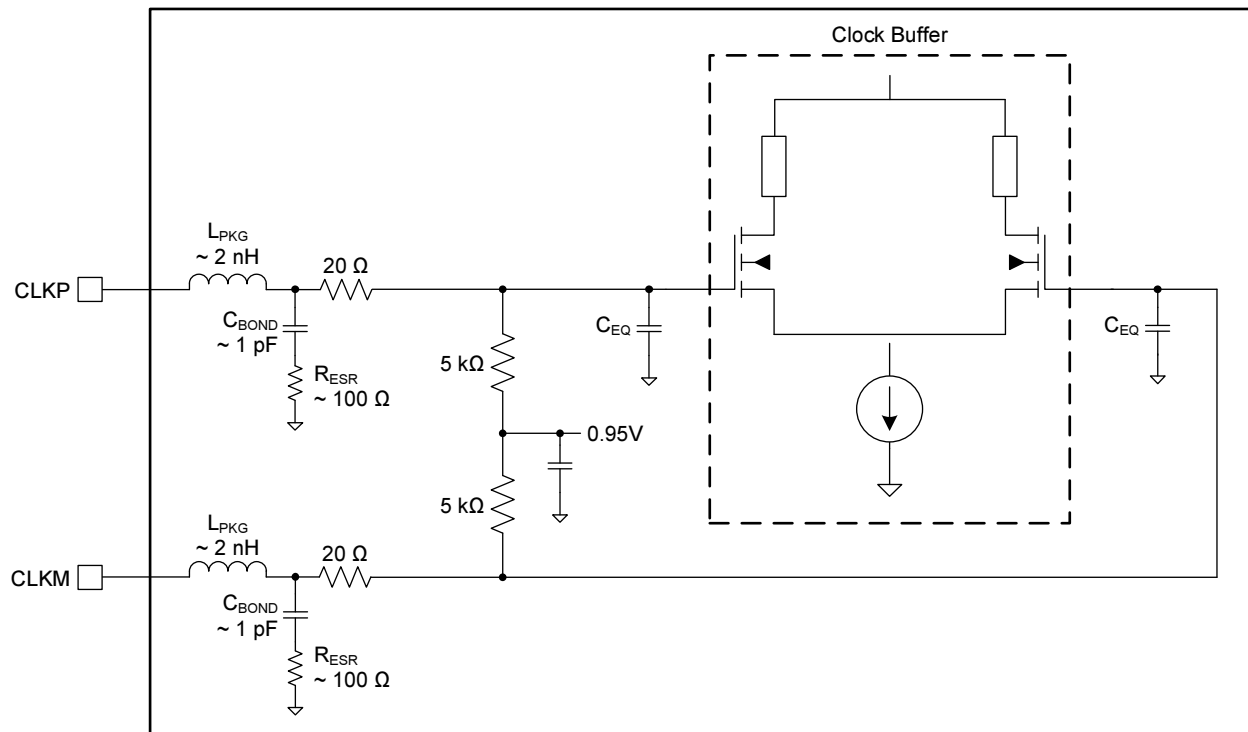 Clock Buffer
LPKG
~ 2 nH
20 Ω
CLKP
CBOND
~ 1 pF
RESR
~ 100 Ω
5 kΩ
CEQ
CEQ
0.95V
5 kΩ
LPKG
~ 2 nH
20 Ω
CLKM
CBOND
~ 1 pF
RESR
~ 100 Ω